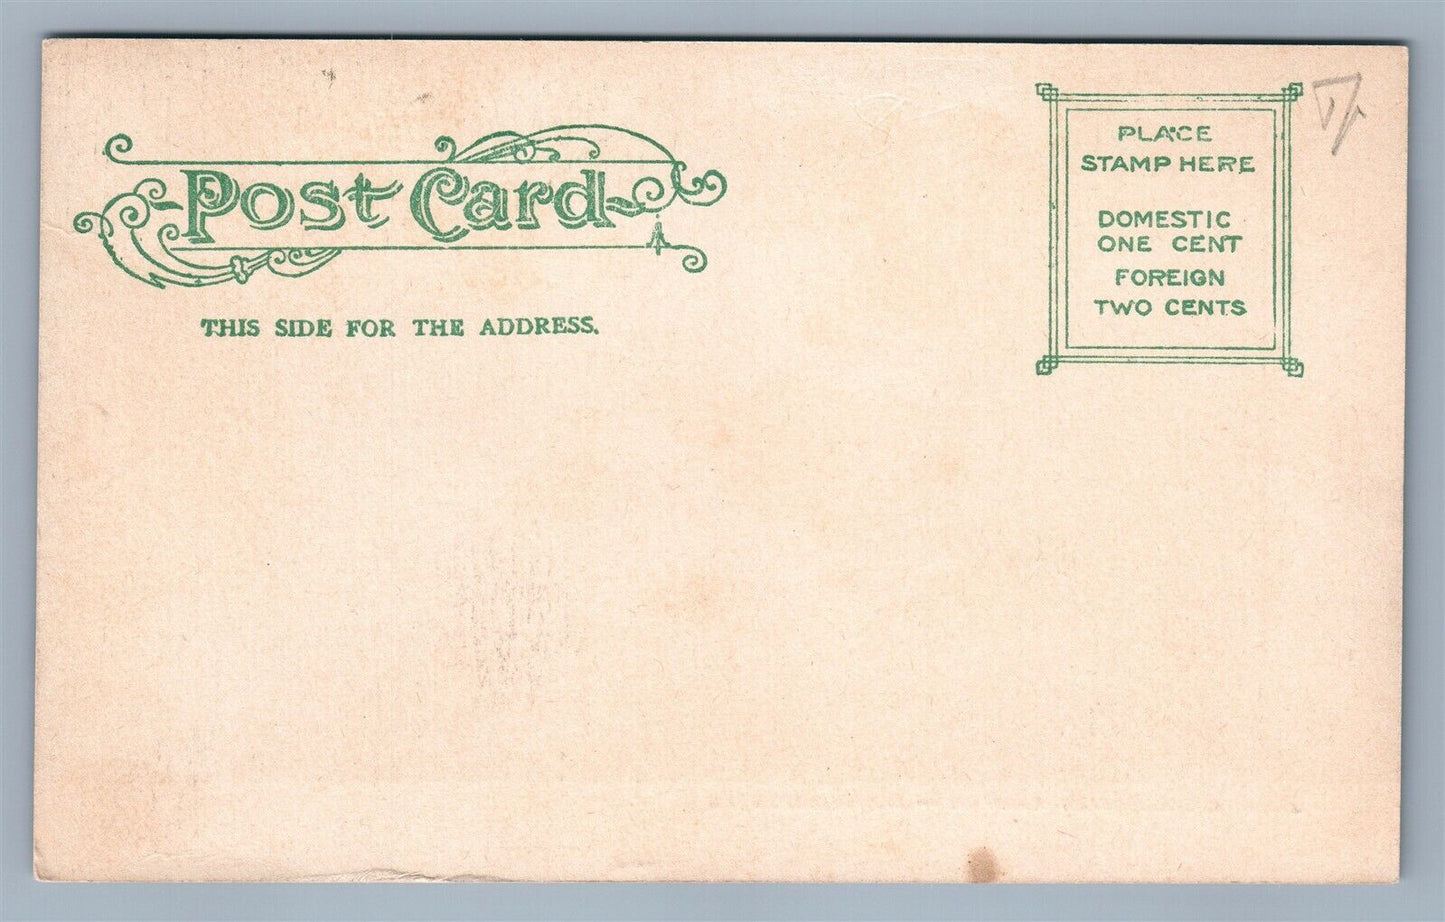 Post Card
THIS SIDE FOR THE ADDRESS.
PLACE
STAMP HERE
DOMESTIC
ONE CENT
FOREIGN
TWO CENTS